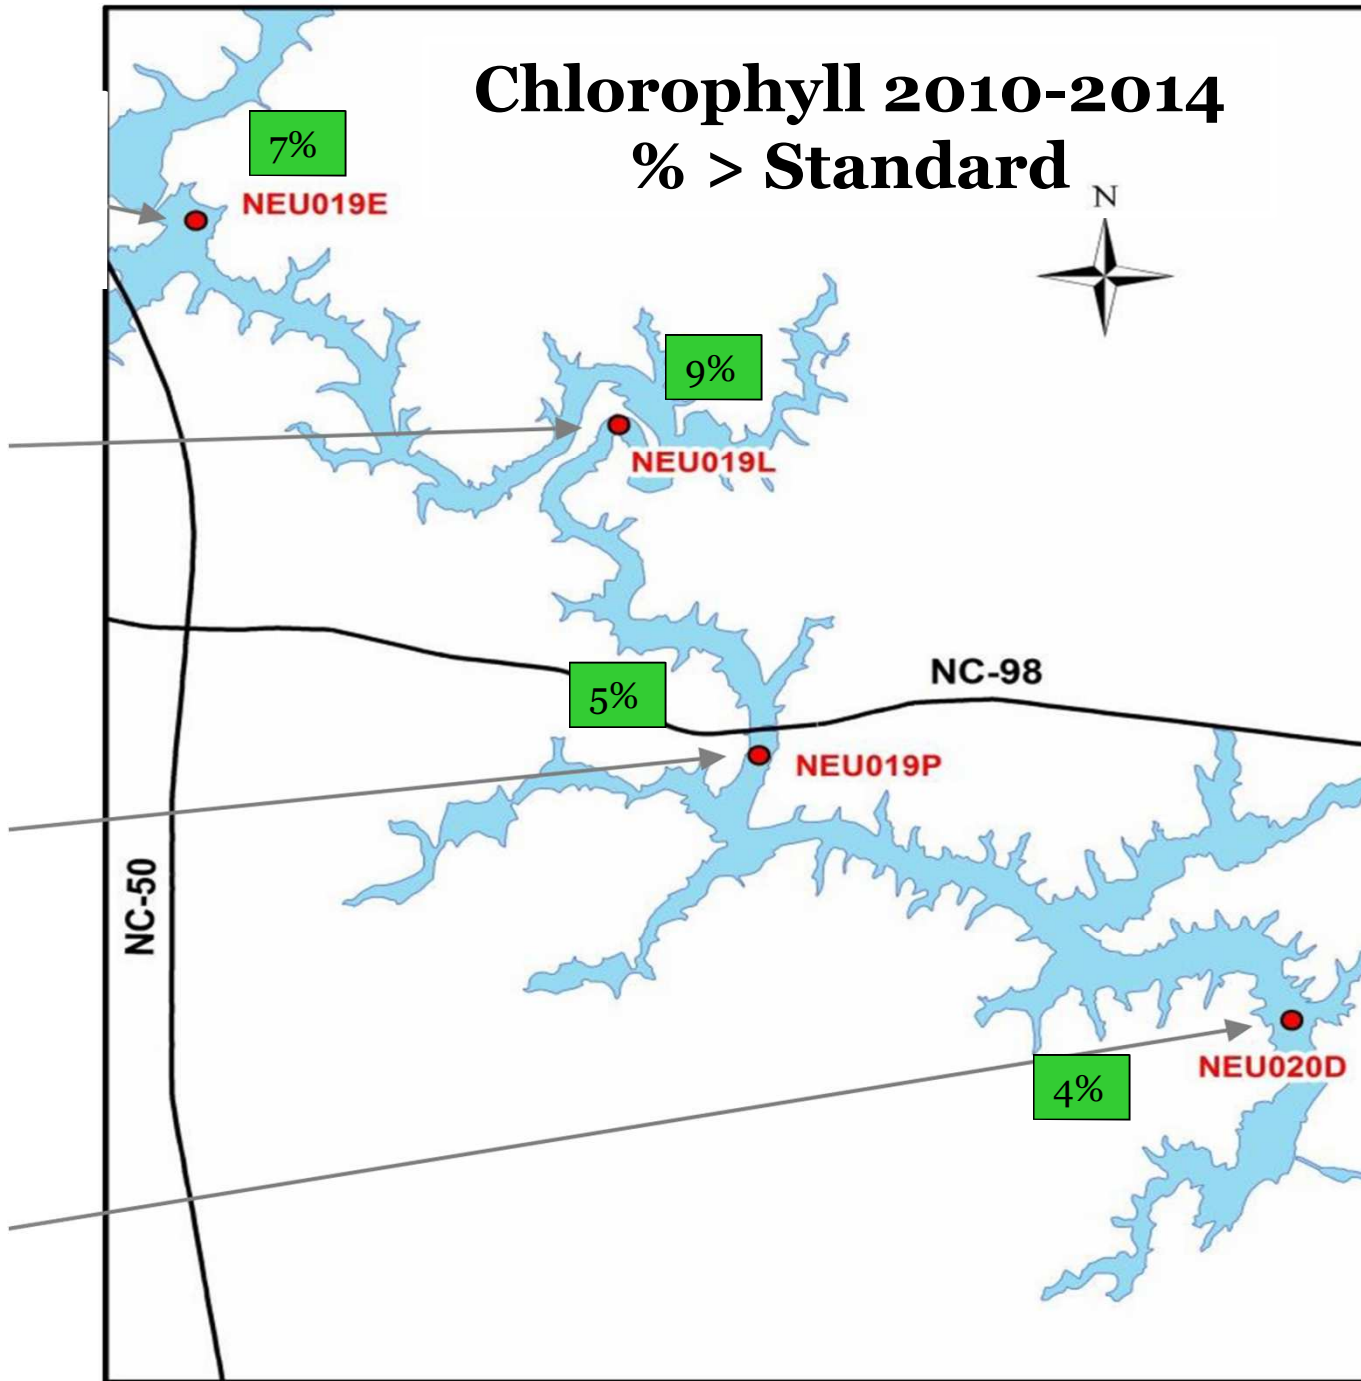 Chlorophyll 2010-2014
% > Standard
7%
NEU019E
N
9%
NEU019L
NC-98
5%
NEU019P
NC-50
4%
NEU020D